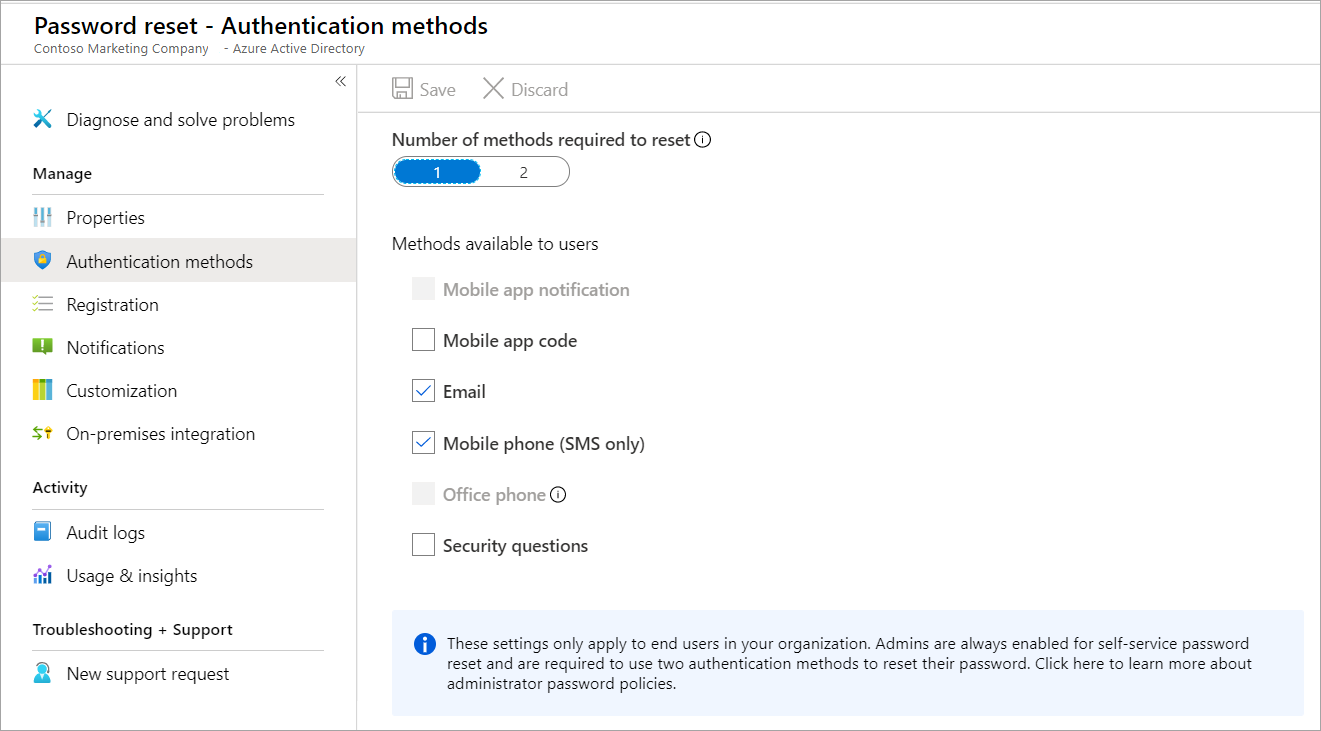 Password reset - Authentication methods
Contoso Marketing Company - Azure Active Directory
Diagnose and solve problems
Manage
Properties
Authentication methods
Registration
Notifications
Customization
On-premises integration
Activity
Audit logs
Usage & insights
Troubleshooting + Support
New support request
Save Discard
Number of methods required to reset
1 2
Methods available to users
Mobile app notification
Mobile app code
Email
Mobile phone (SMS only)
Office phone
Security questions
These settings only apply to end users in your organization. Admins are always enabled for self-service password
reset and are required to use two authentication methods to reset their password. Click here to learn more about
administrator password policies.